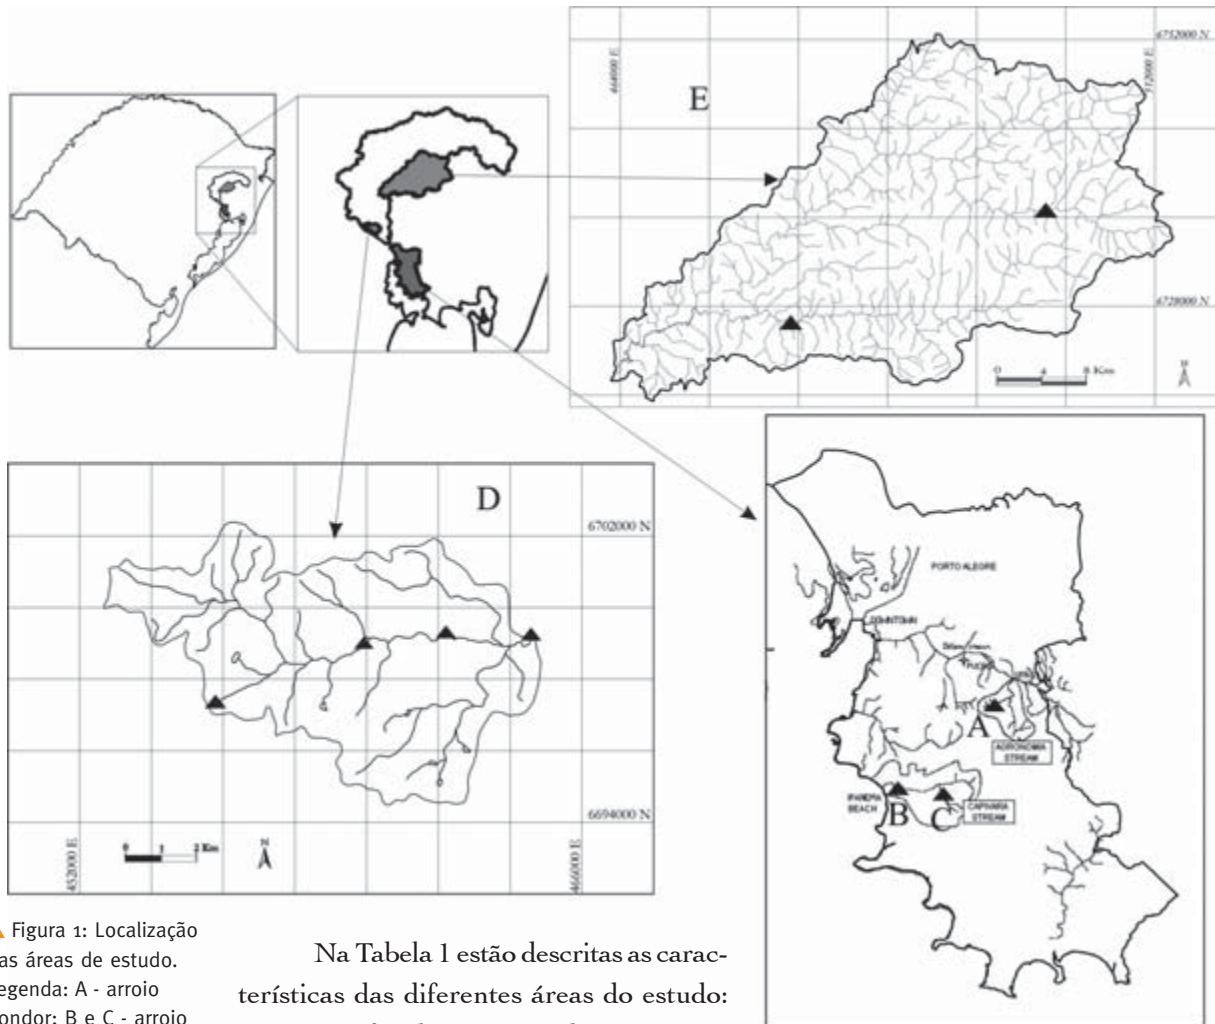 6752000 N
464000 E
512000 E
E
6728000 N
0 4 8 Km
N
D
6702000 N
6694000 N
452000 E
466000 E
0 1 2 Km
N
PORTO ALEGRE
DOWNTOWN
A
AGRONOMIA
STREAM
IPANEMA
BEACH
B
C
CAPIVARA
STREAM
Figura 1: Localização
as áreas de estudo.
egenda: A - arroio
ondor; B e C - arroio
Na Tabela 1 estão descritas as carac-
terísticas das diferentes áreas do estudo: